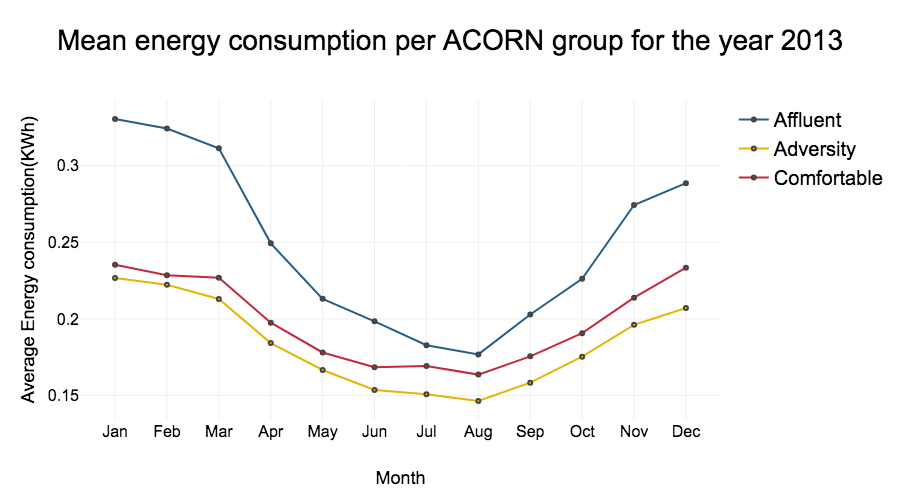 Mean energy consumption per ACORN group for the year 2013
Affluent
Adversity
Comfortable
Average Energy consumption(KWh)
0.3
0.25
0.2
0.15
Jan Feb Mar Apr May Jun Jul Aug Sep Oct Nov Dec
Month